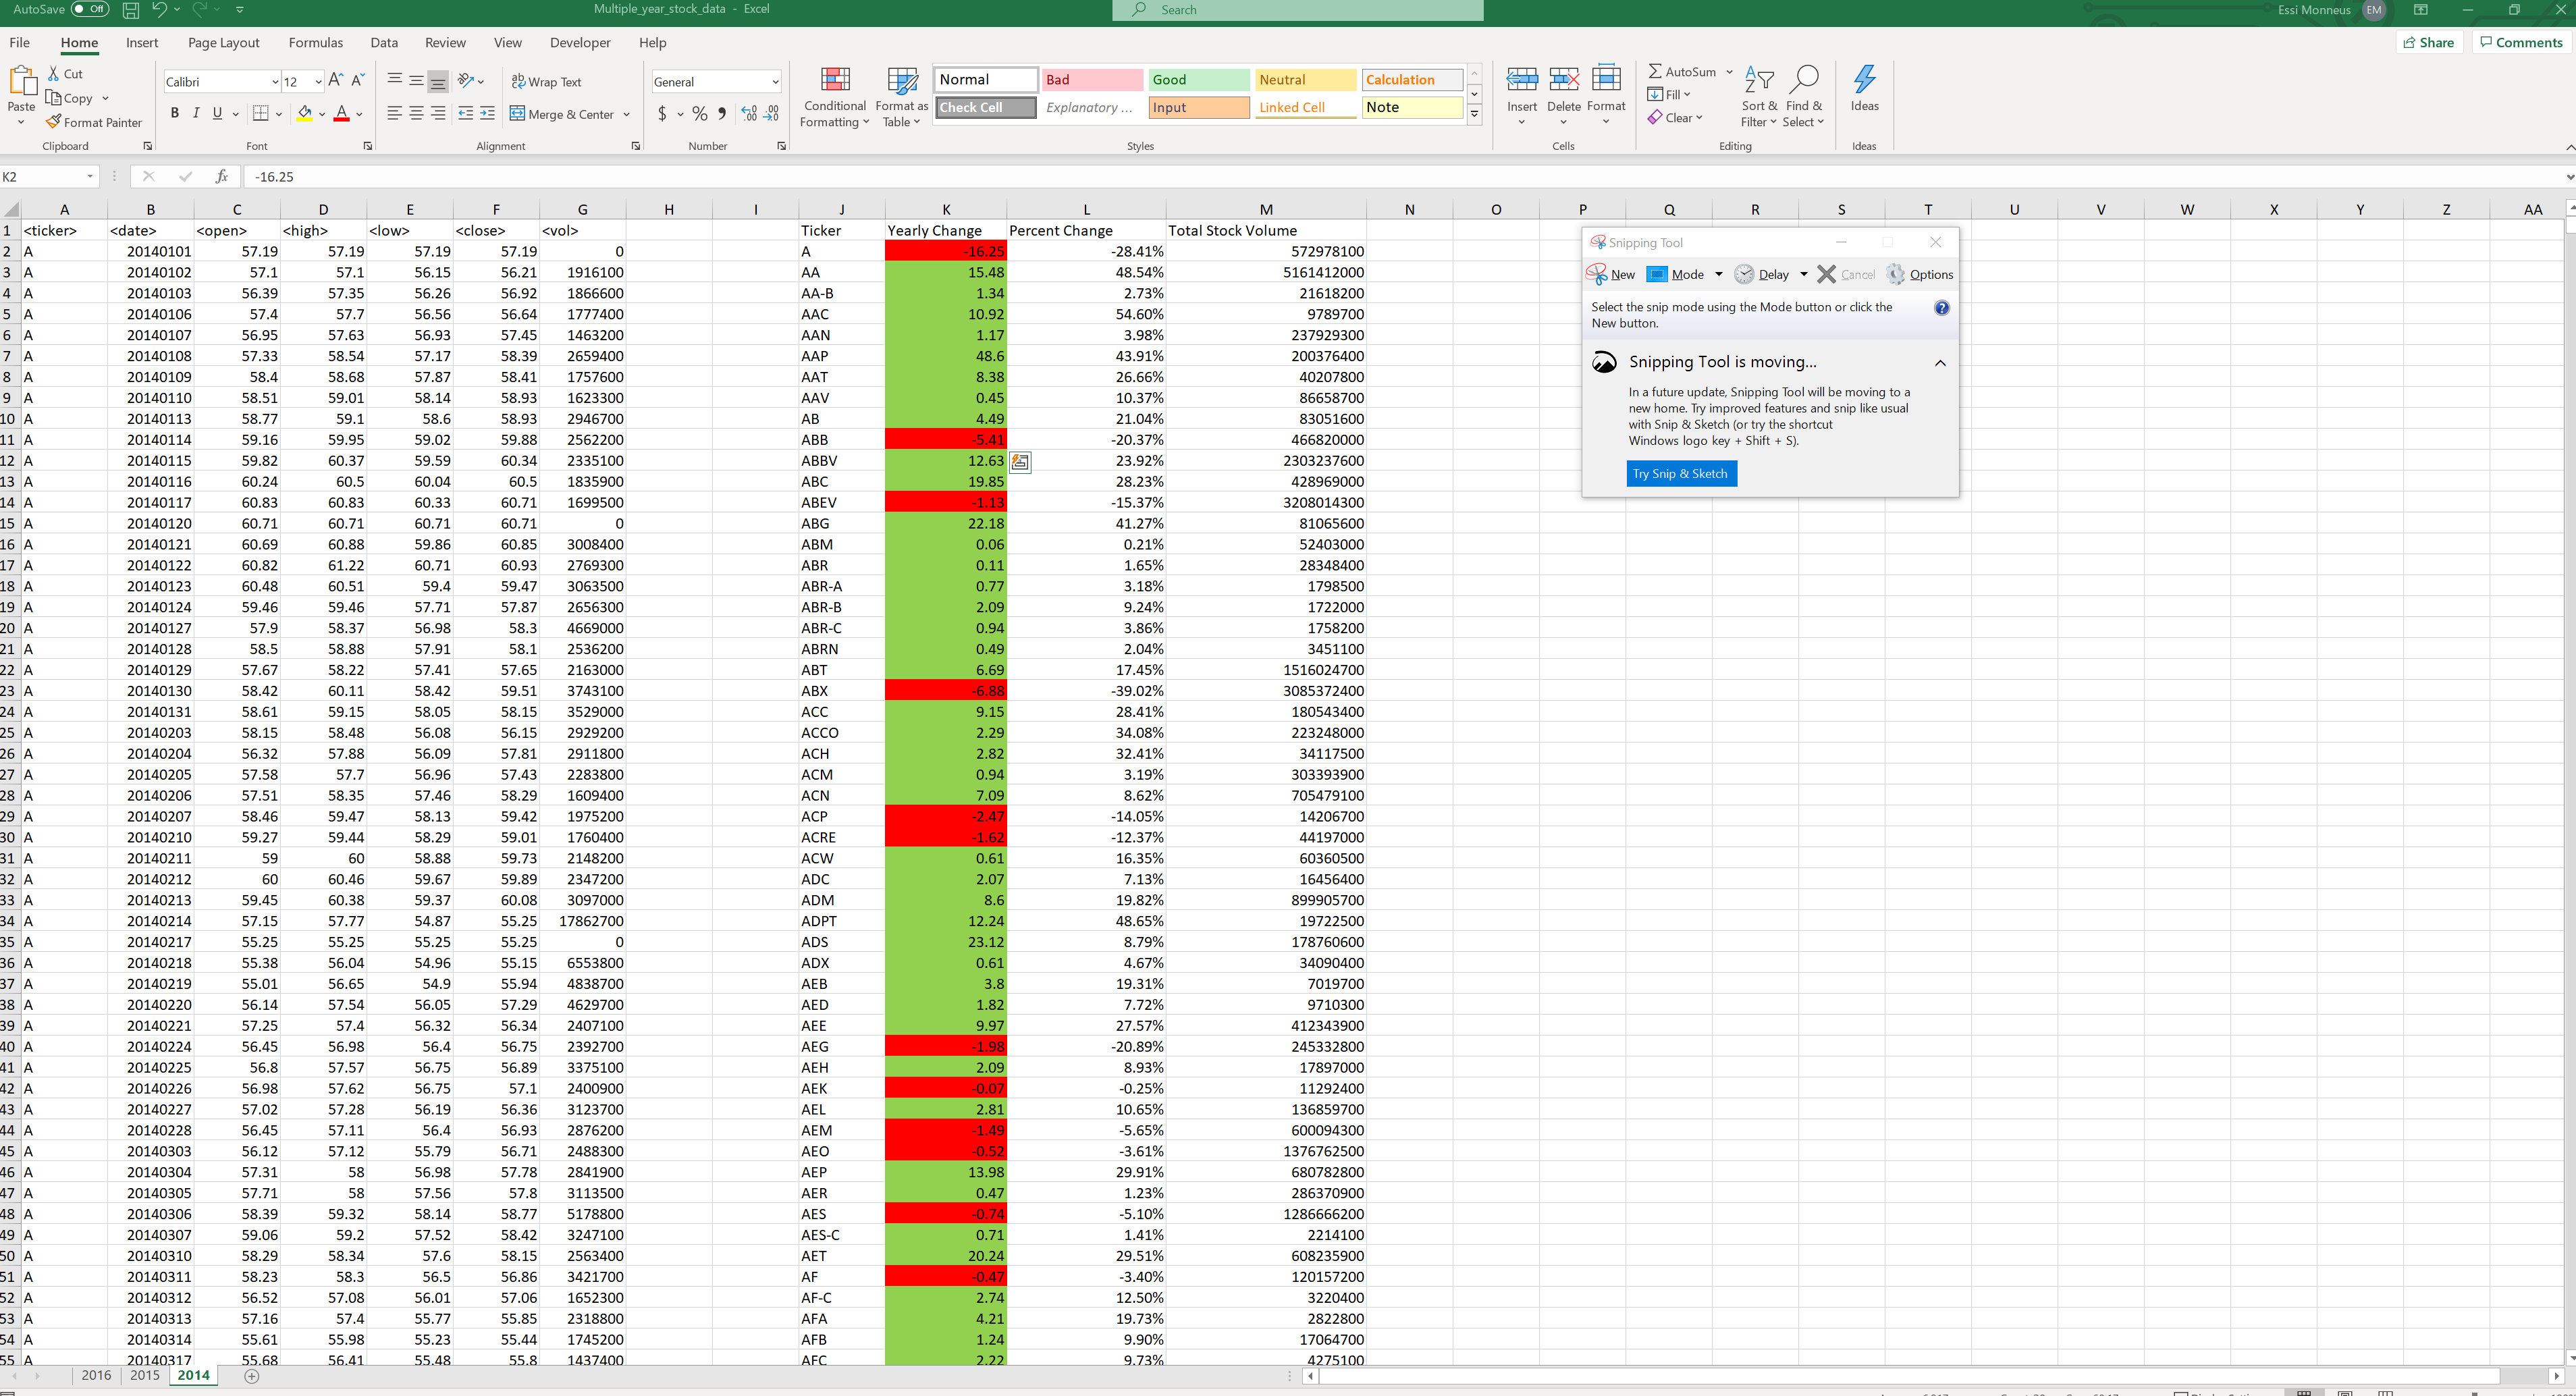 AutoSave Off Multiple_year_stock_data - Excel Search Essi Monneus EM
File Home Insert Page Layout Formulas Data Review View Developer Help Share Comments
Paste Cut Copy Format Painter Calibri 12 B I U Wrap Text Merge & Center General $ % Conditional Formatting Format as Table
Normal Bad Good Neutral Calculation
Check Cell Explanatory ... Input Linked Cell Note
Insert Delete Format AutoSum Fill Clear Sort & Filter Find & Select Ideas
Clipboard Font Alignment Number Styles Cells Editing Ideas
K2 fx -16.25
A B C D E F G H I J K L M N O P Q R S T U V W X Y Z AA
1 <ticker> <date> <open> <high> <low> <close> <vol> Ticker Yearly Change Percent Change Total Stock Volume
2 A 20140101 57.19 57.19 57.19 57.19 0 A -16.25 -28.41% 572978100
3 A 20140102 57.1 57.1 56.15 56.21 1916100 AA 15.48 48.54% 5161412000
4 A 20140103 56.39 57.35 56.26 56.92 1866600 AA-B 1.34 2.73% 21618200
5 A 20140106 57.4 57.7 56.56 56.64 1777400 AAC 10.92 54.60% 9789700
6 A 20140107 56.95 57.63 56.93 57.45 1463200 AAN 1.17 3.98% 237929300
7 A 20140108 57.33 58.54 57.17 58.39 2659400 AAP 48.6 43.91% 200376400
8 A 20140109 58.4 58.68 57.87 58.41 1757600 AAT 8.38 26.66% 40207800
9 A 20140110 58.51 59.01 58.14 58.93 1623300 AAV 0.45 10.37% 86658700
10 A 20140113 58.77 59.1 58.6 58.93 2946700 AB 4.49 21.04% 83051600
11 A 20140114 59.16 59.95 59.02 59.88 2562200 ABB -5.41 -20.37% 466820000
12 A 20140115 59.82 60.37 59.59 60.34 2335100 ABBV 12.63 23.92% 2303237600
13 A 20140116 60.24 60.5 60.04 60.5 1835900 ABC 19.85 28.23% 428969000
14 A 20140117 60.83 60.83 60.33 60.71 1699500 ABEV -1.13 -15.37% 3208014300
15 A 20140120 60.71 60.71 60.71 60.71 0 ABG 22.18 41.27% 81065600
16 A 20140121 60.69 60.88 59.86 60.85 3008400 ABM 0.06 0.21% 52403000
17 A 20140122 60.82 61.22 60.71 60.93 2769300 ABR 0.11 1.65% 28348400
18 A 20140123 60.48 60.51 59.4 59.47 3063500 ABR-A 0.77 3.18% 1798500
19 A 20140124 59.46 59.46 57.71 57.87 2656300 ABR-B 2.09 9.24% 1722000
20 A 20140127 57.9 58.37 56.98 58.3 4669000 ABR-C 0.94 3.86% 1758200
21 A 20140128 58.5 58.88 57.91 58.1 2536200 ABRN 0.49 2.04% 3451100
22 A 20140129 57.67 58.22 57.41 57.65 2163000 ABT 6.69 17.45% 1516024700
23 A 20140130 58.42 60.11 58.42 59.51 3743100 ABX -6.88 -39.02% 3085372400
24 A 20140131 58.61 59.15 58.05 58.15 3529000 ACC 9.15 28.41% 180543400
25 A 20140203 58.15 58.48 56.08 56.15 2929200 ACCO 2.29 34.08% 223248000
26 A 20140204 56.32 57.88 56.09 57.81 2911800 ACH 2.82 32.41% 34117500
27 A 20140205 57.58 57.7 56.96 57.43 2283800 ACM 0.94 3.19% 303393900
28 A 20140206 57.51 58.35 57.46 58.29 1609400 ACN 7.09 8.62% 705479100
29 A 20140207 58.46 59.47 58.13 59.42 1975200 ACP -2.47 -14.05% 14206700
30 A 20140210 59.27 59.44 58.29 59.01 1760400 ACRE -1.62 -12.37% 44197000
31 A 20140211 59 60 58.88 59.73 2148200 ACW 0.61 16.35% 60360500
32 A 20140212 60 60.46 59.67 59.89 2347200 ADC 2.07 7.13% 16456400
33 A 20140213 59.45 60.38 59.37 60.08 3097000 ADM 8.6 19.82% 899905700
34 A 20140214 57.15 57.77 54.87 55.25 17862700 ADPT 12.24 48.65% 19722500
35 A 20140217 55.25 55.25 55.25 55.25 0 ADS 23.12 8.79% 178760600
36 A 20140218 55.38 56.04 54.96 55.15 6553800 ADX 0.61 4.67% 34090400
37 A 20140219 55.01 56.65 54.9 55.94 4838700 AEB 3.8 19.31% 7019700
38 A 20140220 56.14 57.54 56.05 57.29 4629700 AED 1.82 7.72% 9710300
39 A 20140221 57.25 57.4 56.32 56.34 2407100 AEE 9.97 27.57% 412343900
40 A 20140224 56.45 56.98 56.4 56.75 2392700 AEG -1.98 -20.89% 245332800
41 A 20140225 56.8 57.57 56.75 56.89 3375100 AEH 2.09 8.93% 17897000
42 A 20140226 56.98 57.62 56.75 57.1 2400900 AEK -0.07 -0.25% 11292400
43 A 20140227 57.02 57.28 56.19 56.36 3123700 AEL 2.81 10.65% 136859700
44 A 20140228 56.45 57.11 56.4 56.93 2876200 AEM -1.49 -5.65% 600094300
45 A 20140303 56.12 57.12 55.79 56.71 2488300 AEO -0.52 -3.61% 1376762500
46 A 20140304 57.31 58 56.98 57.78 2841900 AEP 13.98 29.91% 680782800
47 A 20140305 57.71 58 57.56 57.8 3113500 AER 0.47 1.23% 286370900
48 A 20140306 58.39 59.32 58.14 58.77 5178800 AES -0.74 -5.10% 1286666200
49 A 20140307 59.06 59.2 57.52 58.42 3247100 AES-C 0.71 1.41% 2214100
50 A 20140310 58.29 58.34 57.6 58.15 2563400 AET 20.24 29.51% 608235900
51 A 20140311 58.23 58.3 56.5 56.86 3421700 AF -0.47 -3.40% 120157200
52 A 20140312 56.52 57.08 56.01 57.06 1652300 AF-C 2.74 12.50% 3220400
53 A 20140313 57.16 57.4 55.77 55.85 2318800 AFA 4.21 19.73% 2822800
54 A 20140314 55.61 55.98 55.23 55.44 1745200 AFB 1.24 9.90% 17064700
55 A 20140317 55.68 56.41 55.48 55.8 1437400 AFC 2.22 9.73% 4275100
Snipping Tool
New Mode Delay Cancel Options
Select the snip mode using the Mode button or click the
New button.
Snipping Tool is moving...
In a future update, Snipping Tool will be moving to a
new home. Try improved features and snip like usual
with Snip & Sketch (or try the shortcut
Windows logo key + Shift + S).
Try Snip & Sketch
2016 2015 2014